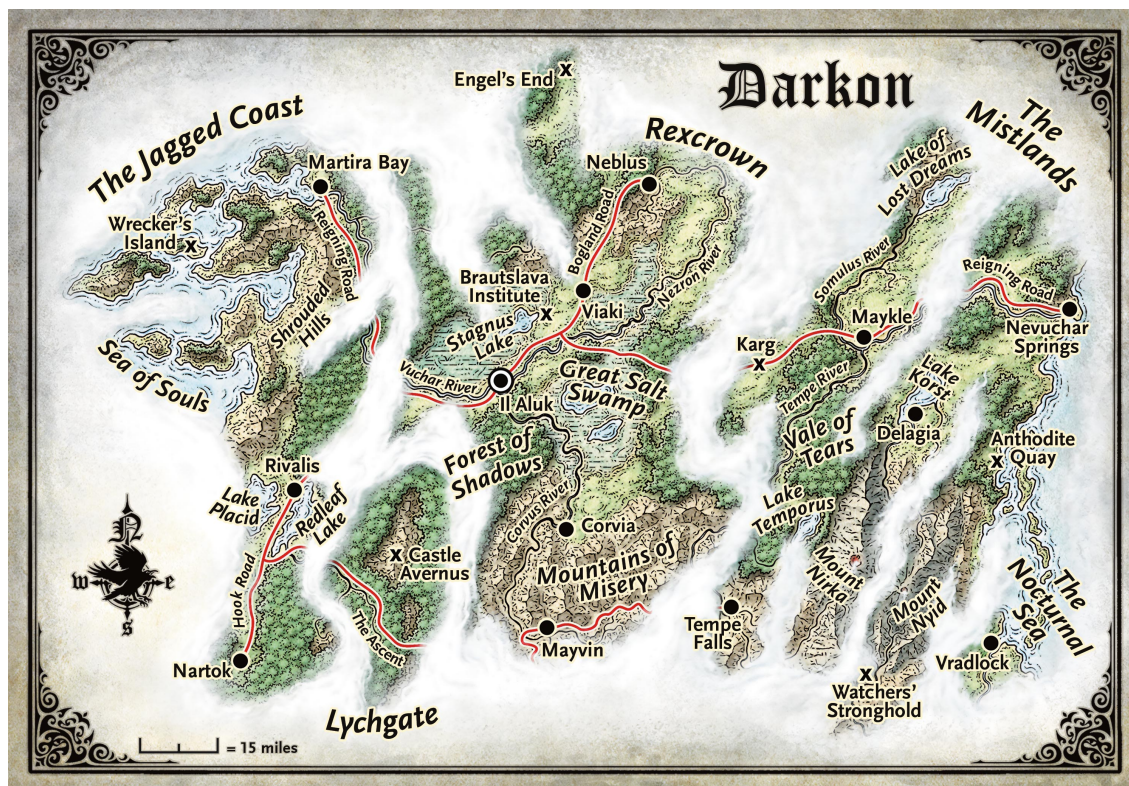 Darkon
Engel's End
The Jagged Coast
Martira Bay
Wrecker's
Island
Reigning Road
Shrouded
Hills
Sea of Souls
Neblus
Rexcrown
Bogland Road
Brautslava
Institute
Viaki
Nezron River
Stagnus
Lake
Vuchar River
Il Aluk
Great Salt
Swamp
Forest of
Shadows
The
Mistlands
Lake of
Lost Dreams
Somulus River
Reigning Road
Nevuchar
Springs
Maykle
Karg
Tempe River
Lake
Korst
Delagia
Vale of
Tears
Anthodite
Quay
Rivalis
Lake
Placid
Redleaf
Lake
Hook Road
Castle
Avernus
The Ascent
Nartok
Lychgate
Corvus River
Corvia
Mountains of
Misery
Mayvin
Lake
Temporus
Mount
Nirka
Mount
Nyid
Tempe
Falls
The
Nocturnal
Sea
Vradlock
Watchers'
Stronghold
N
w e
s
= 15 miles